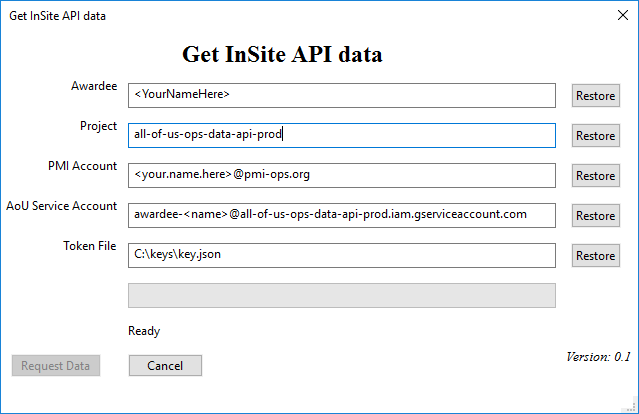 Get InSite API data
Get InSite API data
Awardee <YourNameHere> Restore
Project all-of-us-ops-data-api-prod Restore
PMI Account <your.name.here>@pmi-ops.org Restore
AoU Service Account awardee-<name>@all-of-us-ops-data-api-prod.iam.gserviceaccount.com Restore
Token File C:\keys\key.json Restore
Ready
Request Data Cancel Version: 0.1